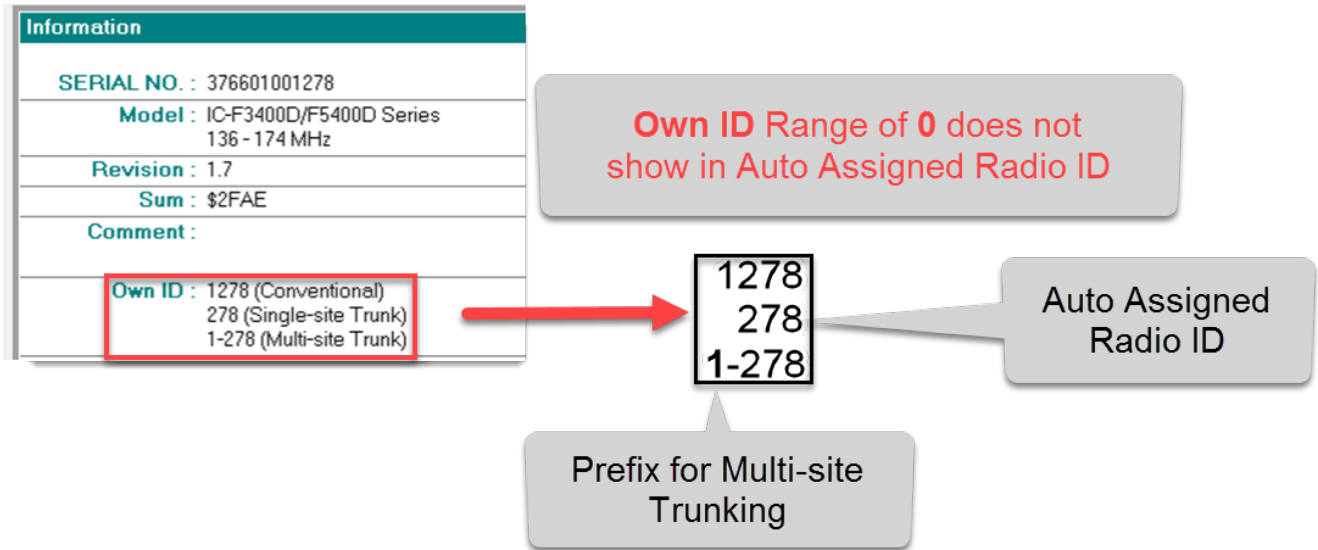 Information
SERIAL NO. : 376601001278
Model : IC-F3400D/F5400D Series
136 - 174 MHz
Revision : 1.7
Sum : $2FAE
Comment :
Own ID : 1278 (Conventional)
278 (Single-site Trunk)
1-278 (Multi-site Trunk)
Own ID Range of 0 does not
show in Auto Assigned Radio ID
1278
278
1-278
Auto Assigned
Radio ID
Prefix for Multi-site
Trunking